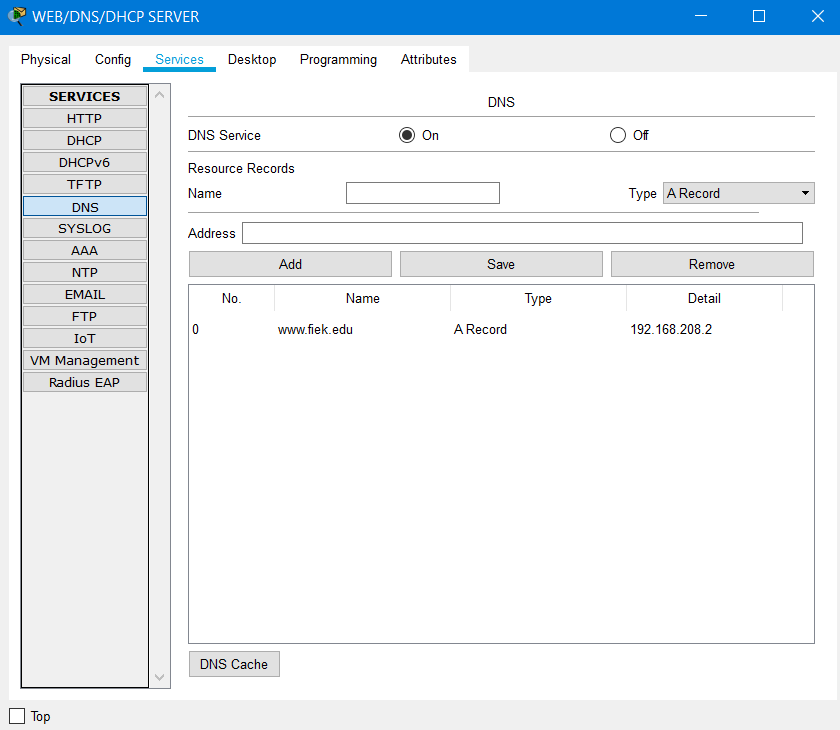 WEB/DNS/DHCP SERVER
Physical Config Services Desktop Programming Attributes
SERVICES
HTTP
DHCP
DHCPv6
TFTP
DNS
SYSLOG
AAA
NTP
EMAIL
FTP
IoT
VM Management
Radius EAP
DNS
DNS Service On Off
Resource Records
Name Type A Record
Address
Add Save Remove
No. Name Type Detail
0 www.fiek.edu A Record 192.168.208.2
DNS Cache
Top